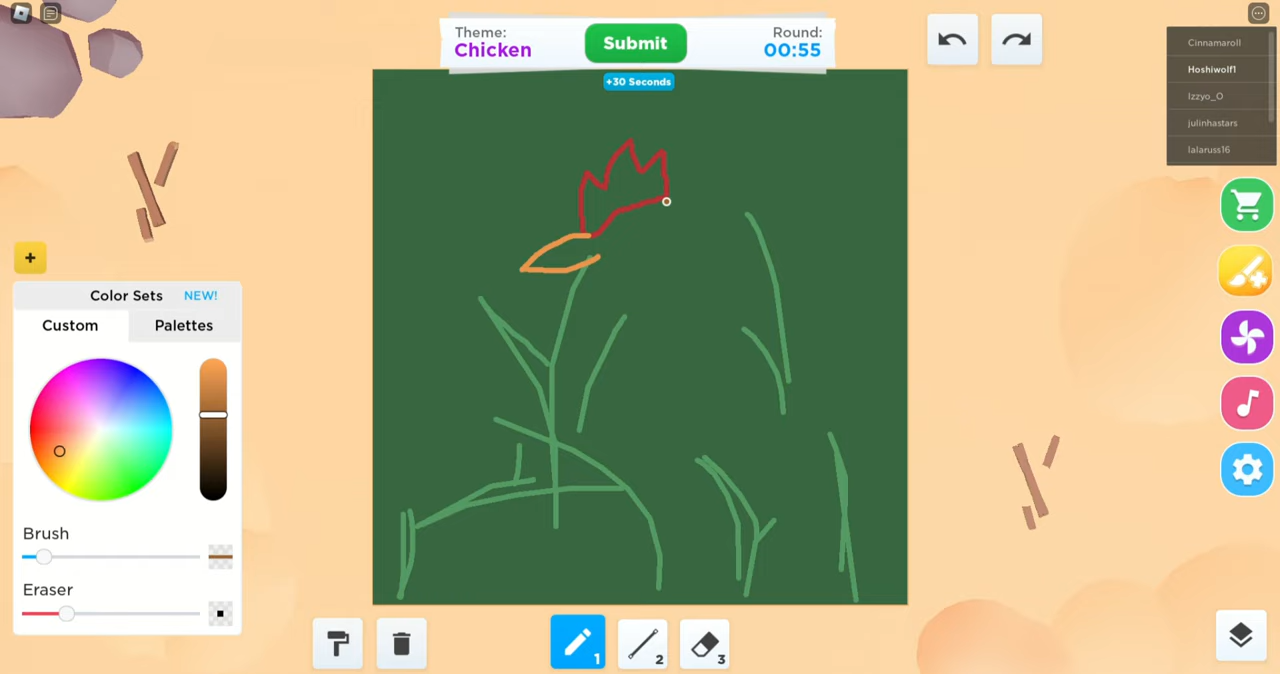 Theme:
Chicken
Submit
Round:
00:55
+30 Seconds
Cinnamaroll
Hoshiwolf1
Izzyo_O
julinhastars
lalaruss16
+
Color Sets NEW!
Custom Palettes
Brush
Eraser
1
2
3